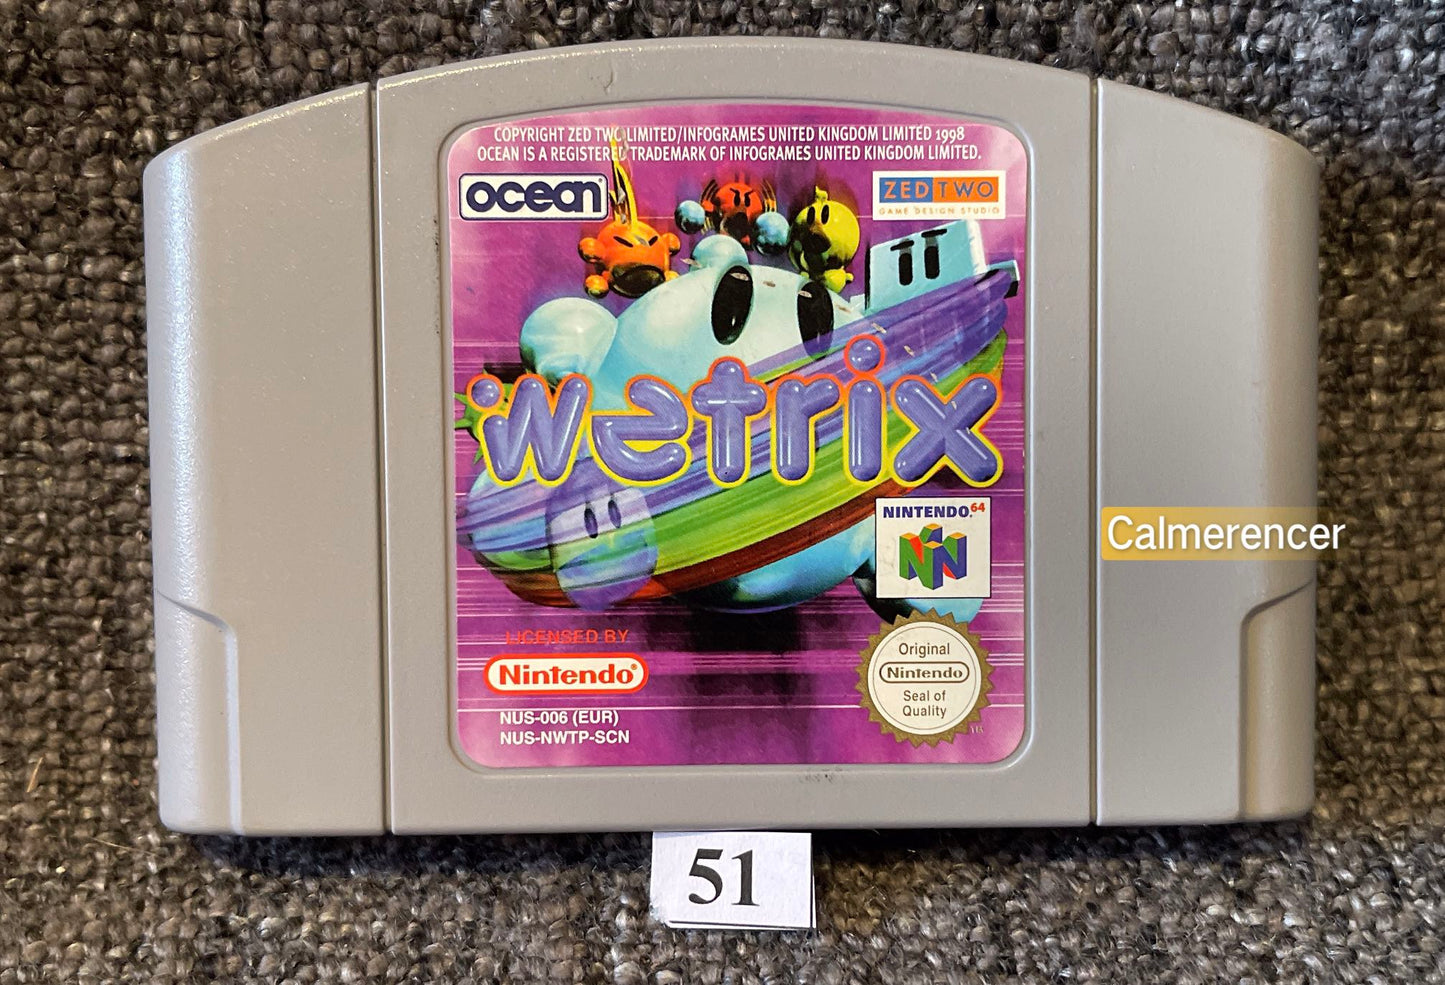 COPYRIGHT ZED TWO LIMITED/INFOGRAMES UNITED KINGDOM LIMITED 1998
OCEAN IS A REGISTERED TRADEMARK OF INFOGRAMES UNITED KINGDOM LIMITED.
ocean
ZED TWO
GAME DESIGN STUDIO
wetrix
NINTENDO 64
Calmerencer
LICENSED BY
Nintendo®
NUS-006 (EUR)
NUS-NWTP-SCN
Original
Nintendo
Seal of
Quality
51